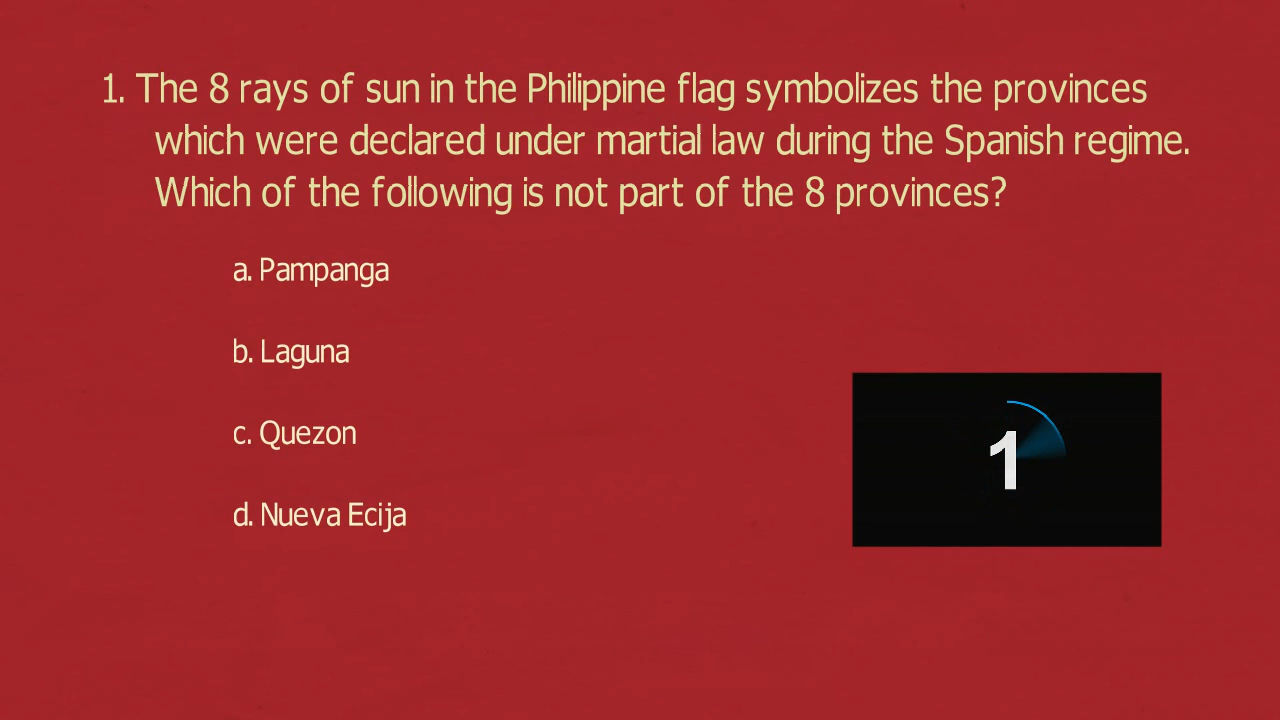 1. The 8 rays of sun in the Philippine flag symbolizes the provinces
which were declared under martial law during the Spanish regime.
Which of the following is not part of the 8 provinces?
a. Pampanga
b. Laguna
c. Quezon
d. Nueva Ecija
1